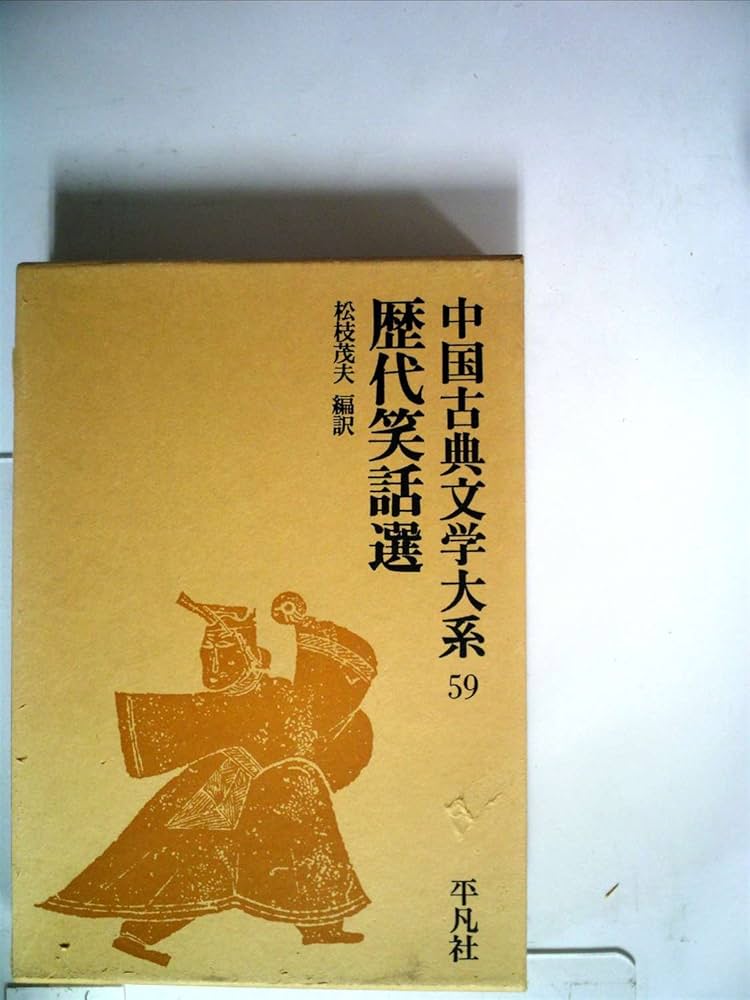 中国古典文学大系 59
歴代笑話選
松枝茂夫 編訳
平凡社